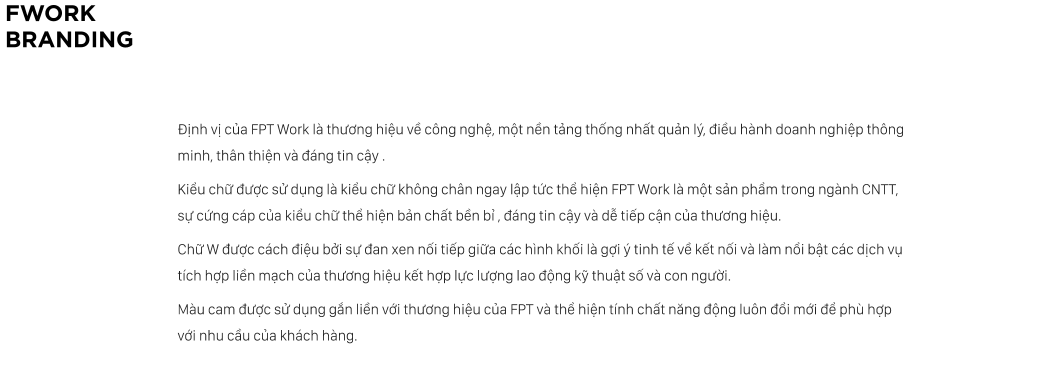 FWORK
BRANDING
Định vị của FPT Work là thương hiệu về công nghệ, một nền tảng thống nhất quản lý, điều hành doanh nghiệp thông
minh, thân thiện và đáng tin cậy .
Kiểu chữ được sử dụng là kiểu chữ không chân ngay lập tức thể hiện FPT Work là một sản phẩm trong ngành CNTT,
sự cứng cáp của kiểu chữ thể hiện bản chất bền bỉ , đáng tin cậy và dễ tiếp cận của thương hiệu.
Chữ W được cách điệu bởi sự đan xen nối tiếp giữa các hình khối là gợi ý tinh tế về kết nối và làm nổi bật các dịch vụ
tích hợp liền mạch của thương hiệu kết hợp lực lượng lao động kỹ thuật số và con người.
Màu cam được sử dụng gắn liền với thương hiệu của FPT và thể hiện tính chất năng động luôn đổi mới để phù hợp
với nhu cầu của khách hàng.